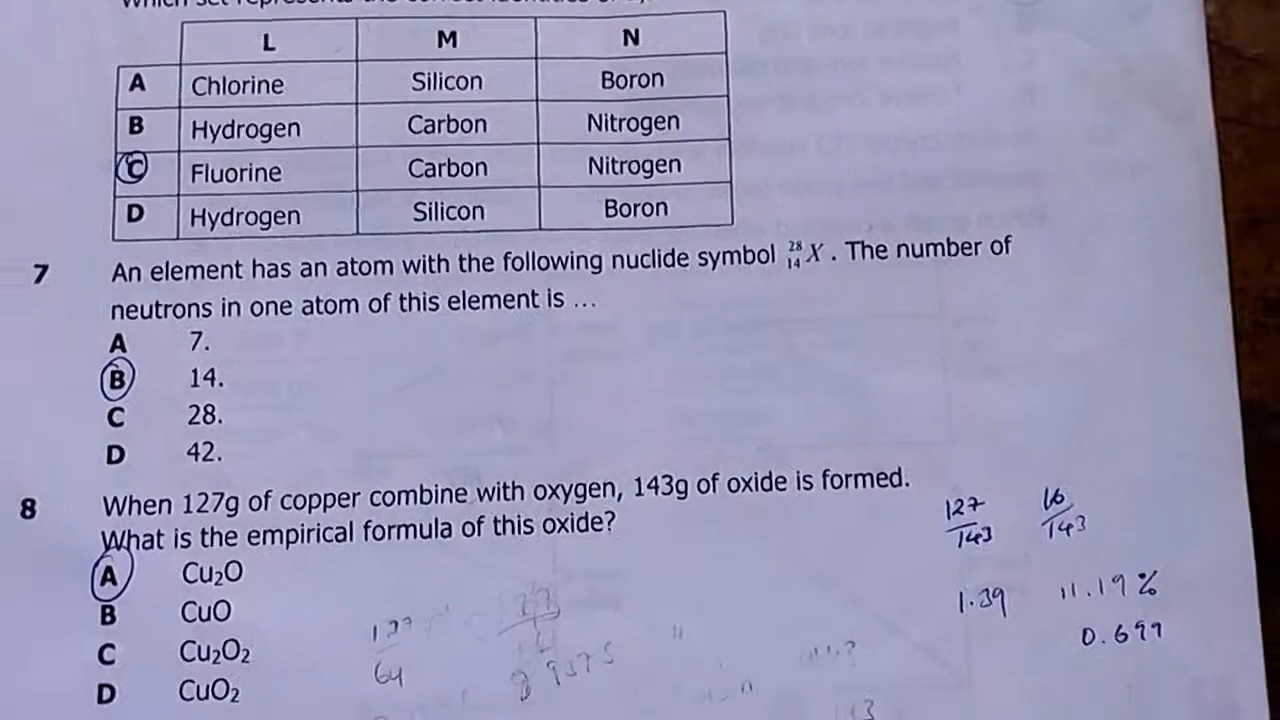 L M N
A Chlorine Silicon Boron
B Hydrogen Carbon Nitrogen
C Fluorine Carbon Nitrogen
D Hydrogen Silicon Boron
7 An element has an atom with the following nuclide symbol ²⁸₁₄X. The number of
neutrons in one atom of this element is ...
A 7.
B 14.
C 28.
D 42.
8 When 127g of copper combine with oxygen, 143g of oxide is formed.
What is the empirical formula of this oxide?
127/143 16/143
A Cu₂O
1.39 11.19%
B CuO
0.699
C Cu₂O₂
64
D CuO₂